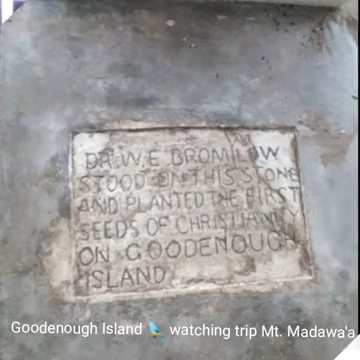 DR W.E BROMILOW
STOOD ON THIS STONE
AND PLANTED THE FIRST
SEEDS OF CHRISTIANITY
ON GOODENOUGH
ISLAND
Goodenough Island 🐦 watching trip Mt. Madawa'a